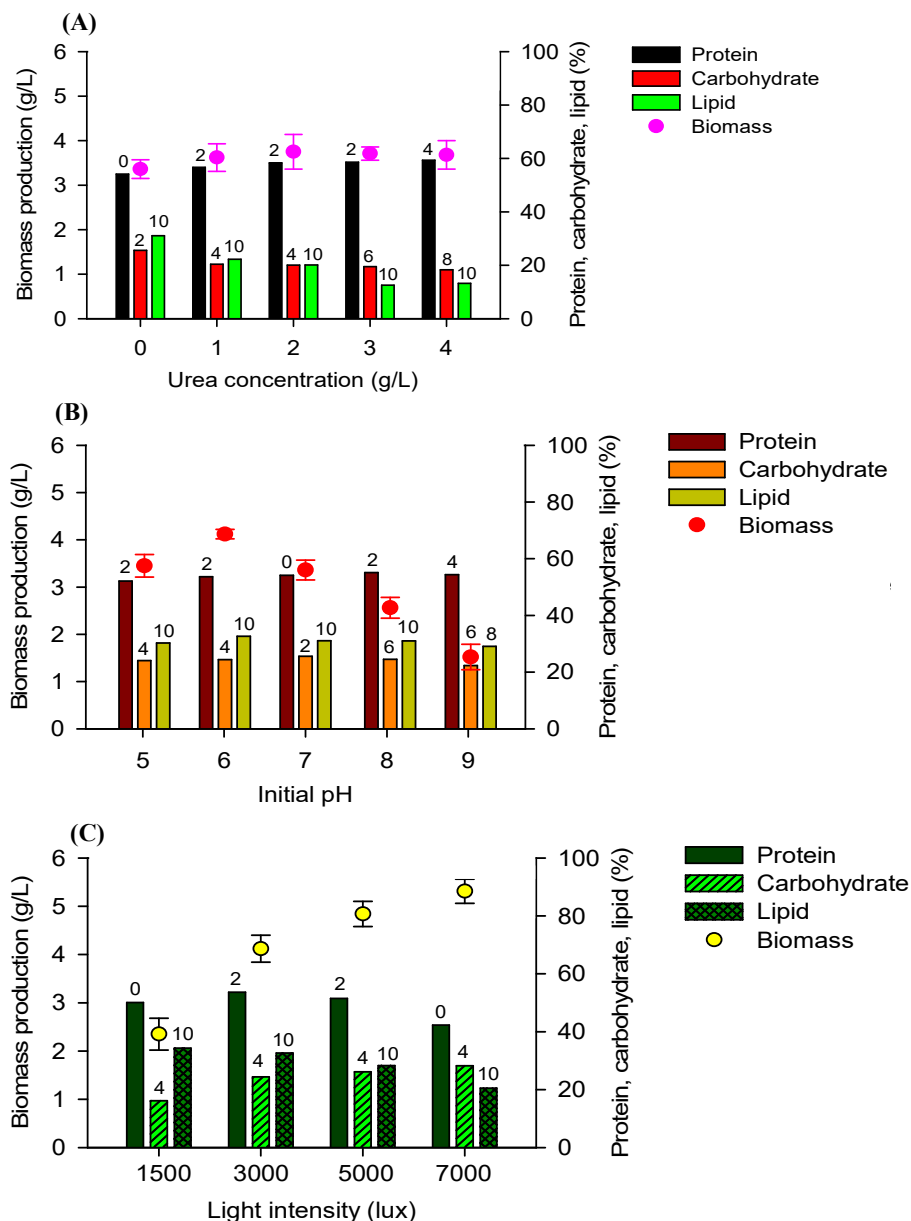 (A)
Biomass production (g/L)
6
5
4
3
2
1
0
0 2 10
2 4 10
2 4 10
2 6 10
4 8 10
100
80
60
40
20
0
Protein, carbohydrate, lipid (%)
0 1 2 3 4
Urea concentration (g/L)
Protein
Carbohydrate
Lipid
Biomass
(B)
Biomass production (g/L)
6
5
4
3
2
1
0
2 4 10
2 4 10
0 2 10
2 6 10
4 6 8
100
80
60
40
20
0
Protein, carbohydrate, lipid (%)
5 6 7 8 9
Initial pH
Protein
Carbohydrate
Lipid
Biomass
(C)
Biomass production (g/L)
6
5
4
3
2
1
0
0 4 10
2 4 10
2 4 10
0 4 10
100
80
60
40
20
0
Protein, carbohydrate, lipid (%)
1500 3000 5000 7000
Light intensity (lux)
Protein
Carbohydrate
Lipid
Biomass